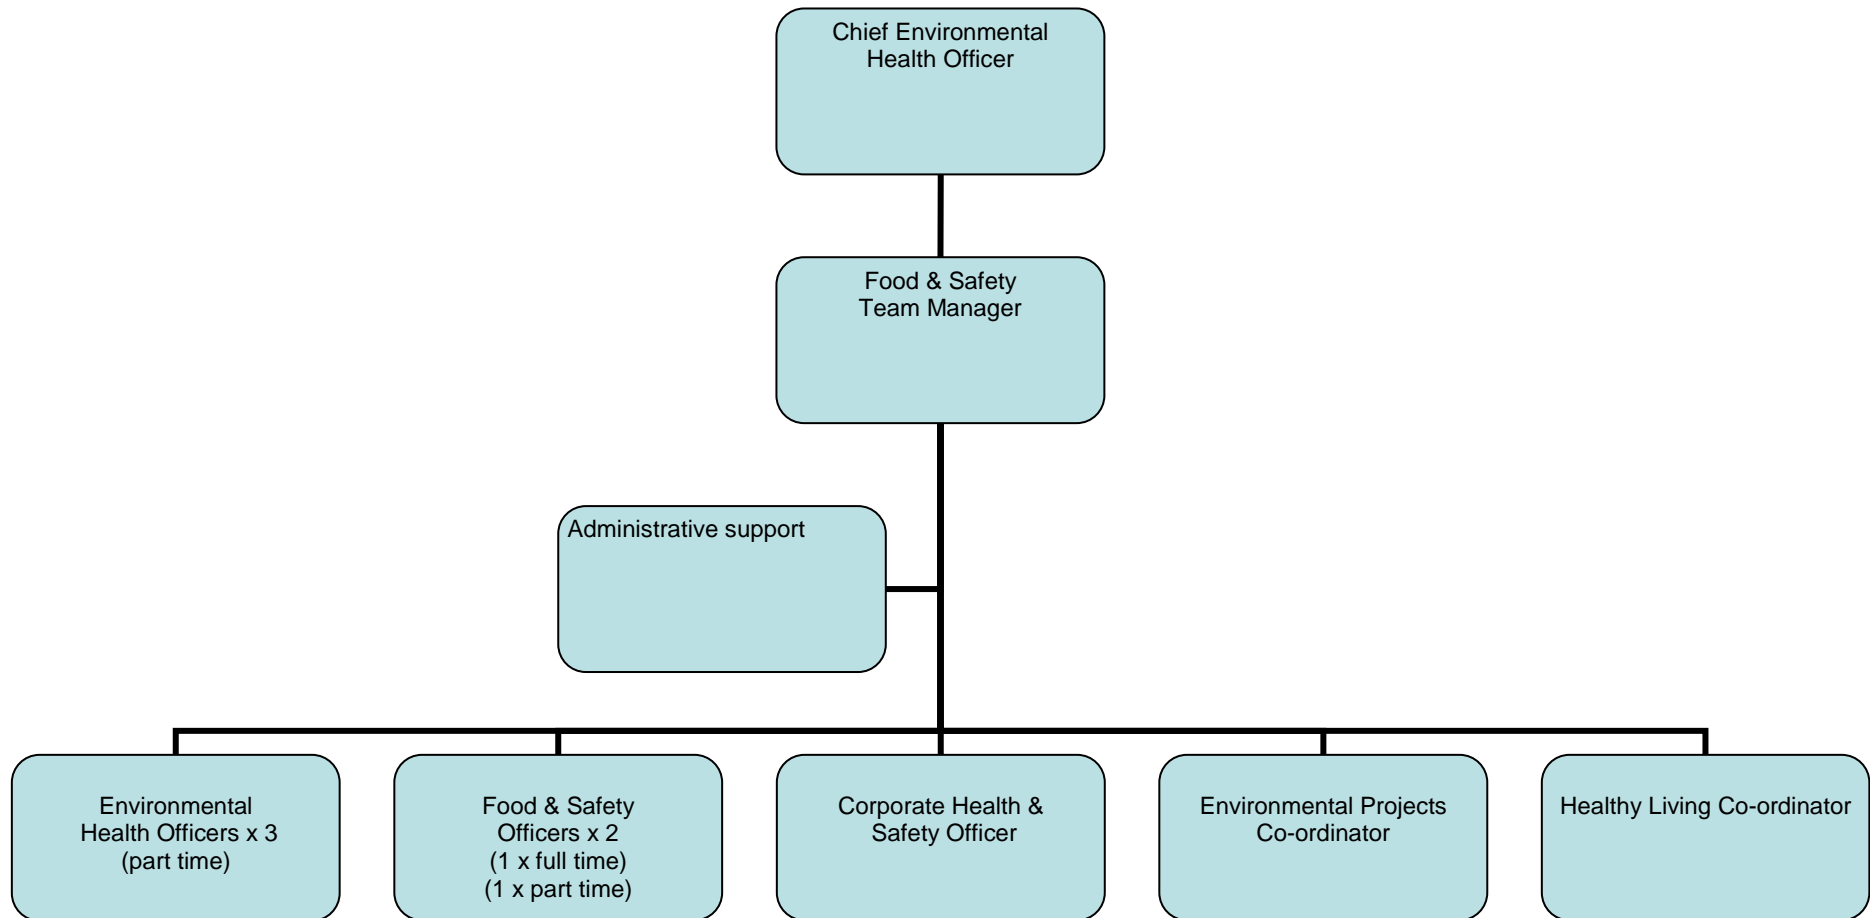 Chief Environmental
Health Officer
Food & Safety
Team Manager
Administrative support
Environmental
Health Officers x 3
(part time)
Food & Safety
Officers x 2
(1 x full time)
(1 x part time)
Corporate Health &
Safety Officer
Environmental Projects
Co-ordinator
Healthy Living Co-ordinator